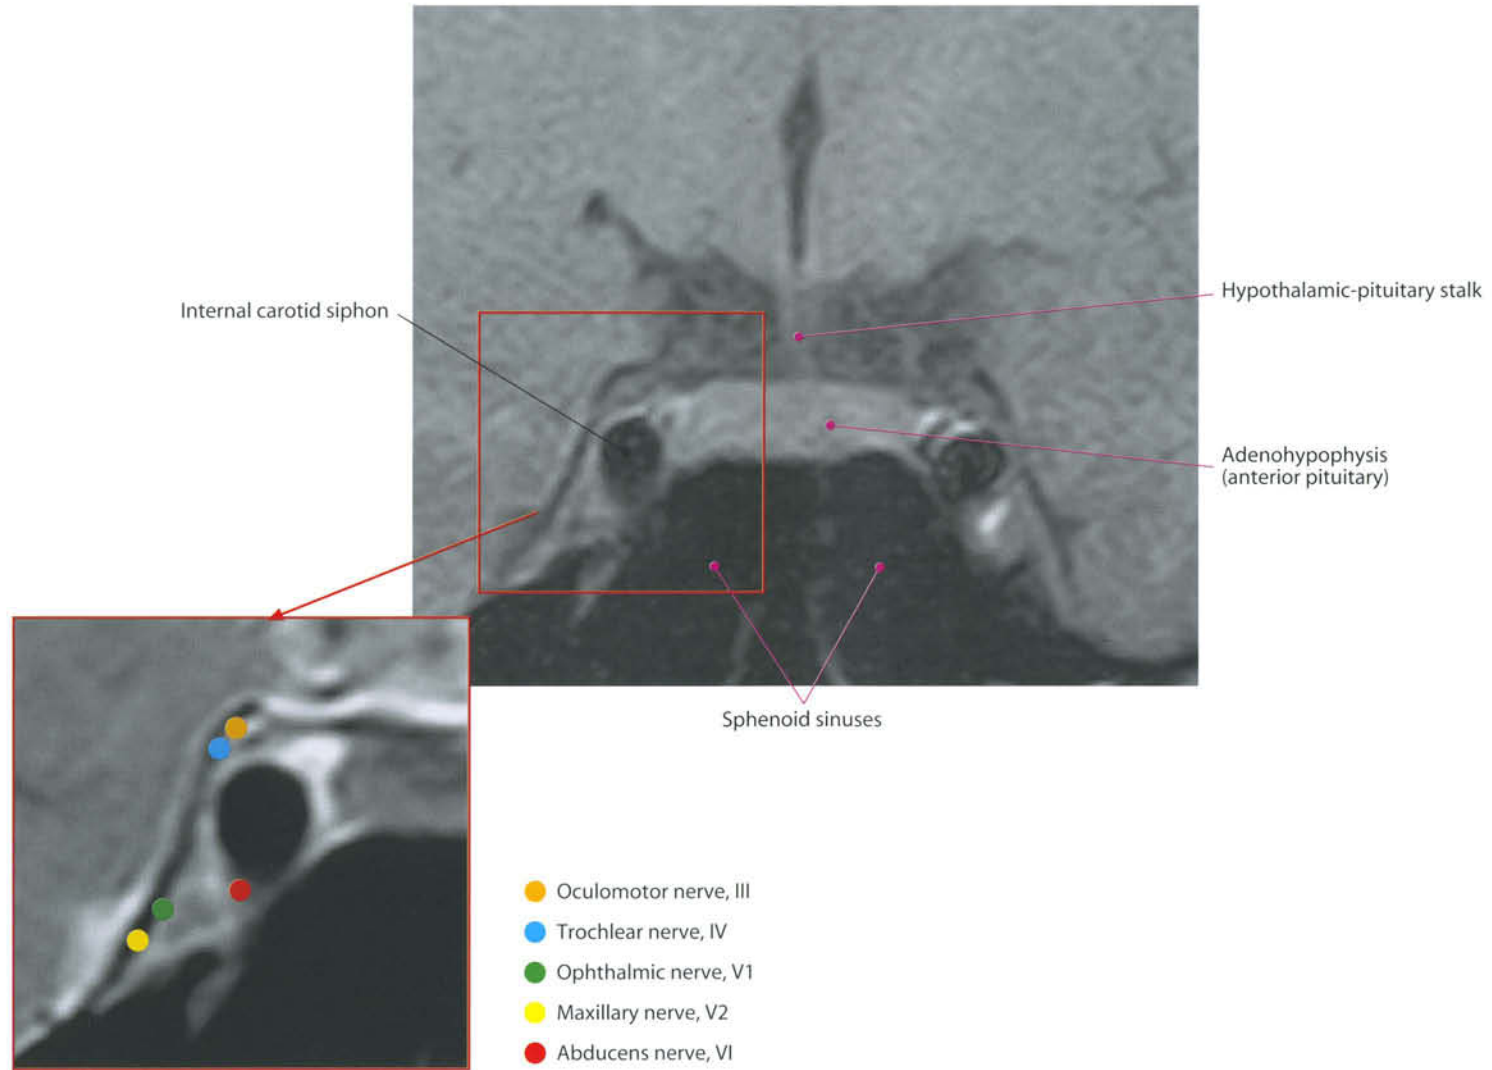 Internal carotid siphon
Hypothalamic-pituitary stalk
Adenohypophysis
(anterior pituitary)
Sphenoid sinuses
Oculomotor nerve, III
Trochlear nerve, IV
Ophthalmic nerve, V1
Maxillary nerve, V2
Abducens nerve, VI